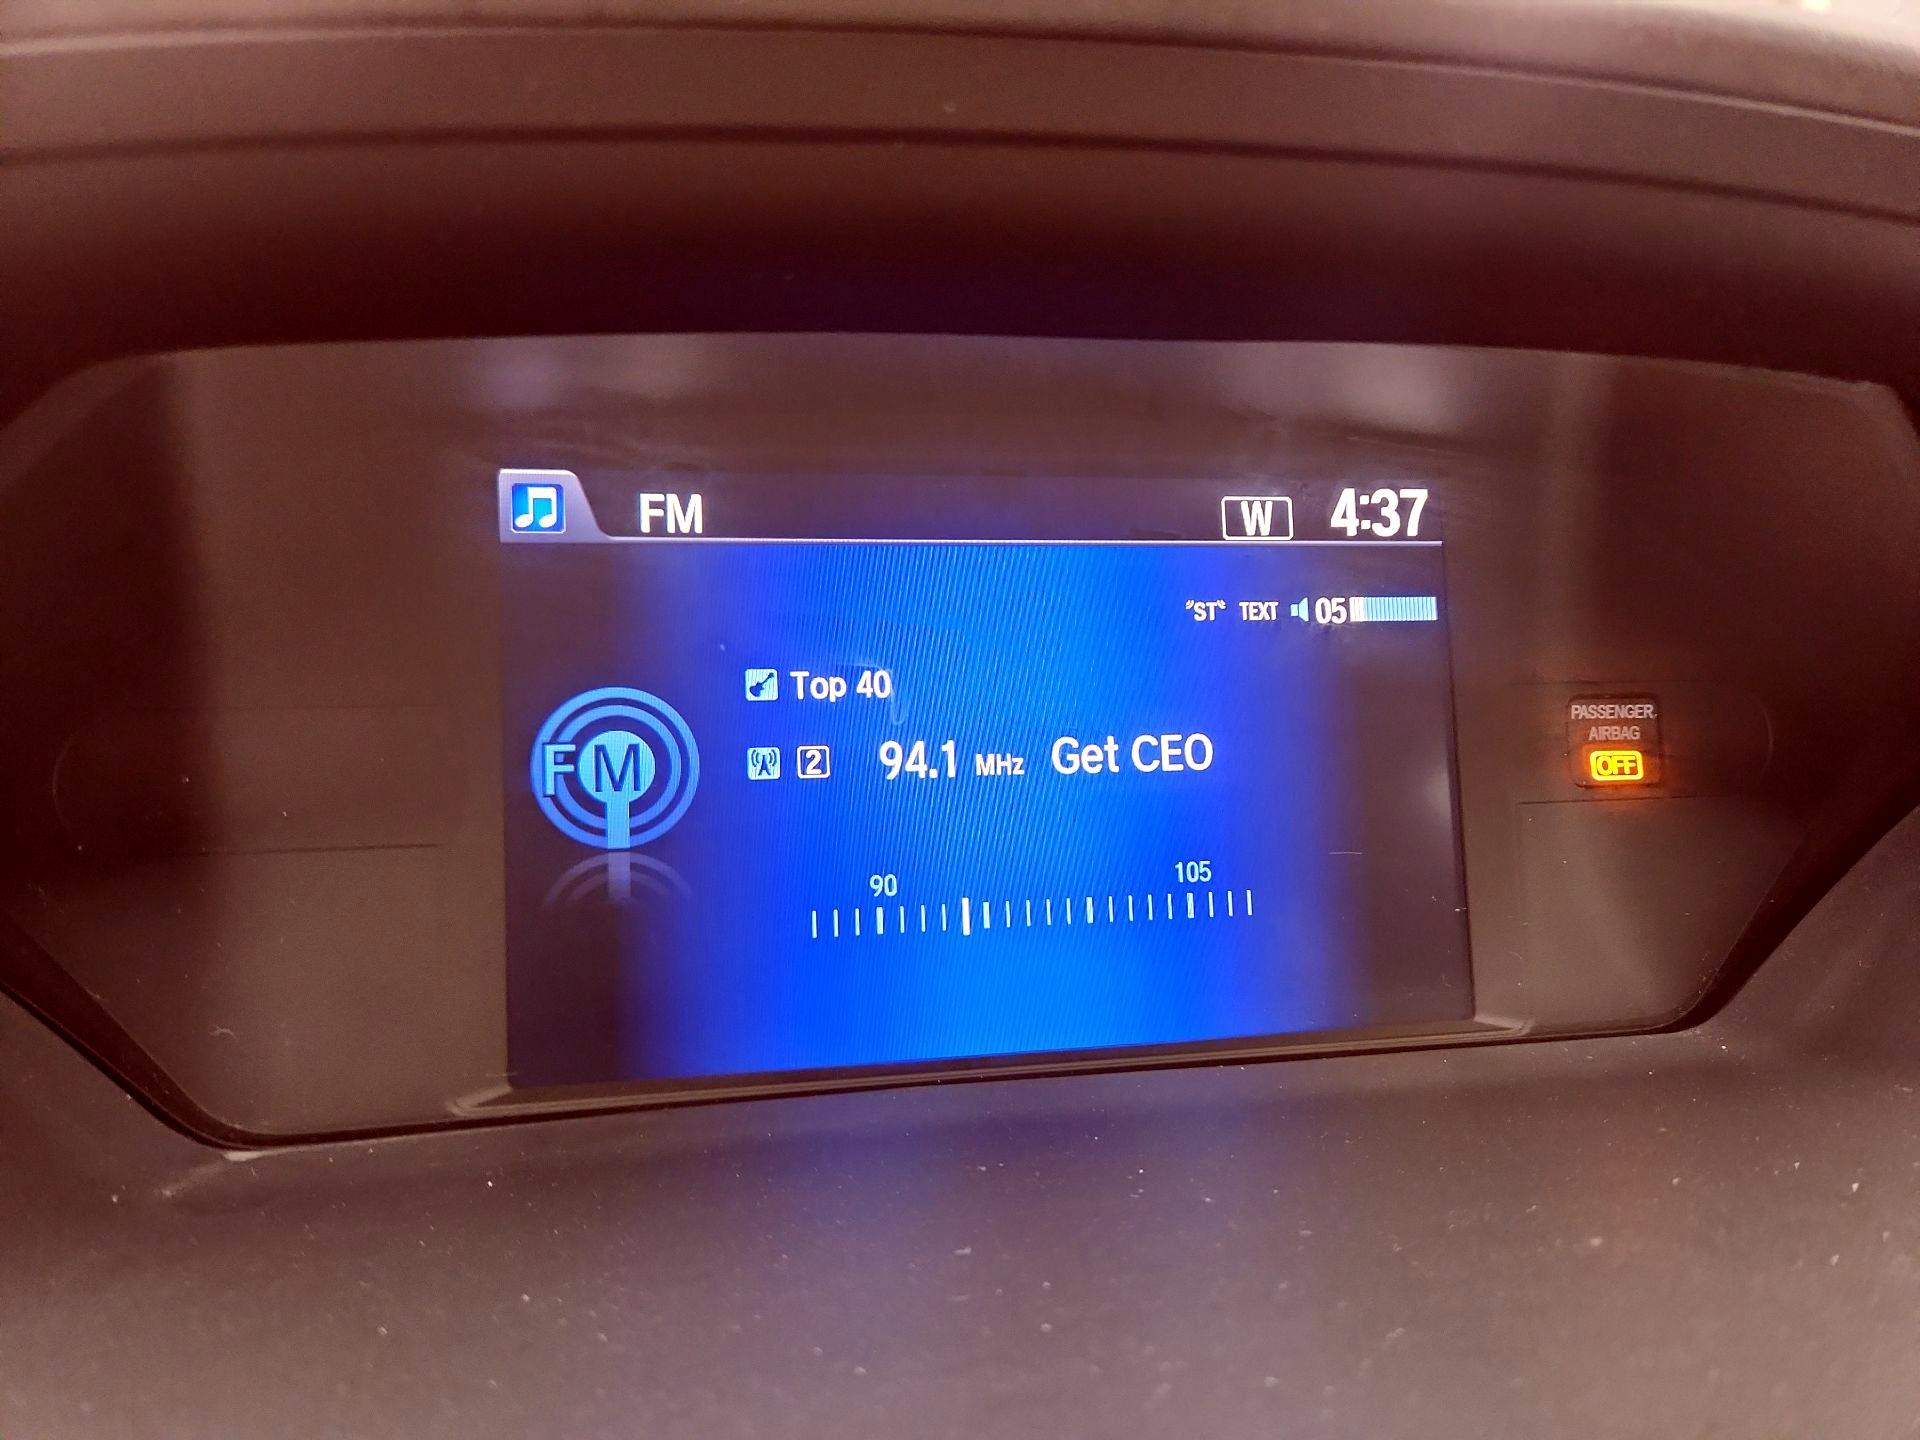 FM W 4:37
"ST" TEXT 05
Top 40
FM 2 94.1 MHz Get CEO
90 105
PASSENGER
AIRBAG
OFF